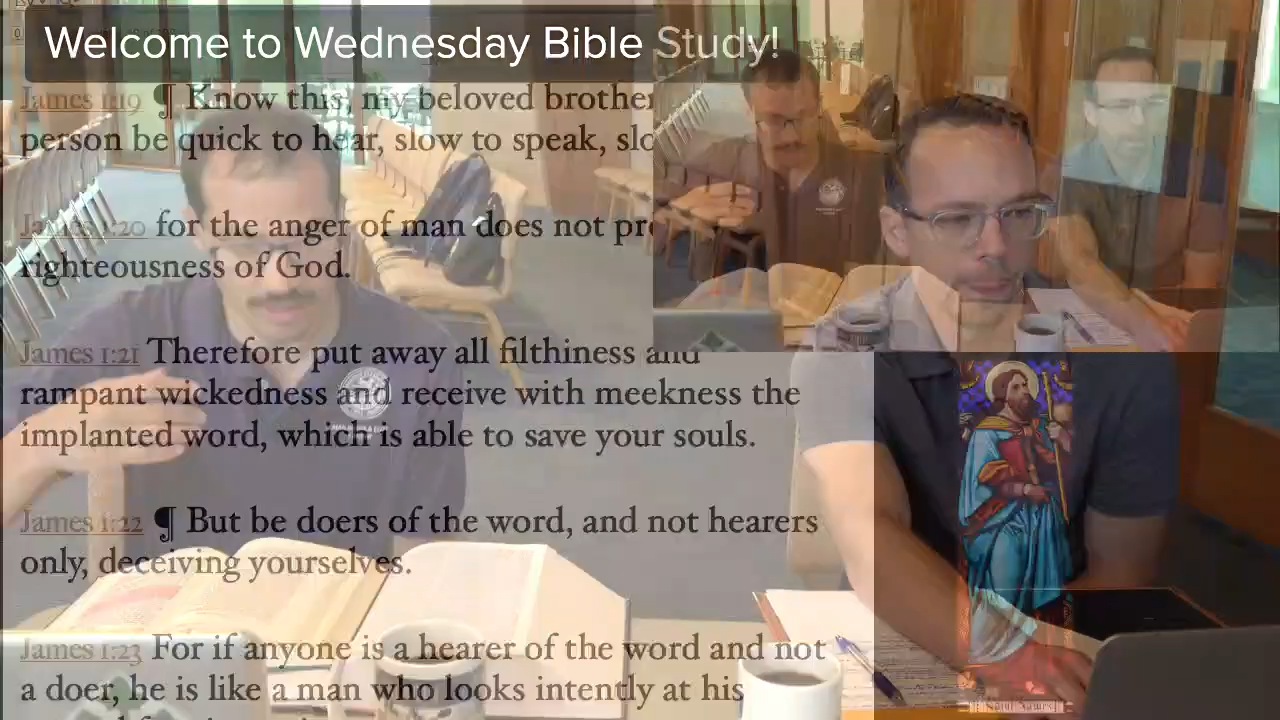 Welcome to Wednesday Bible Study!
James 1:19 ¶ Know this, my beloved brother
person be quick to hear, slow to speak, slo
James 1:20 for the anger of man does not pro
righteousness of God.
James 1:21 Therefore put away all filthiness and
rampant wickedness and receive with meekness the
implanted word, which is able to save your souls.
James 1:22 ¶ But be doers of the word, and not hearers
only, deceiving yourselves.
James 1:23 For if anyone is a hearer of the word and not
a doer, he is like a man who looks intently at his